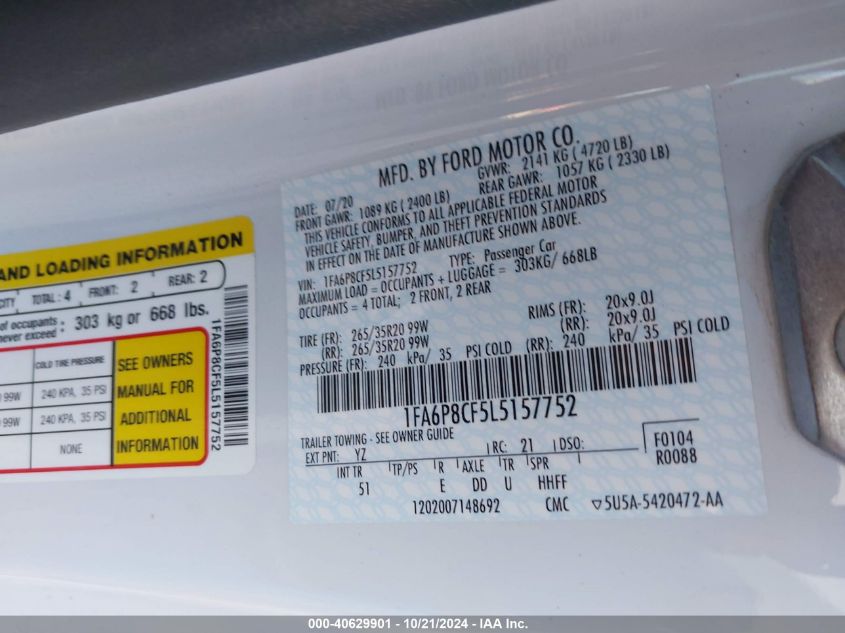 AND LOADING INFORMATION
CITY TOTAL: 4 FRONT: 2 REAR: 2
of occupants
never exceed: 303 kg or 668 lbs.
COLD TIRE PRESSURE
99W 240 KPA, 35 PSI
99W 240 KPA, 35 PSI
NONE
SEE OWNERS
MANUAL FOR
ADDITIONAL
INFORMATION
1FA6P8CF5L5157752
MFD. BY FORD MOTOR CO.
DATE: 07/20 GVWR: 2141 KG ( 4720 LB)
FRONT GAWR: 1089 KG ( 2400 LB) REAR GAWR: 1057 KG ( 2330 LB)
THIS VEHICLE CONFORMS TO ALL APPLICABLE FEDERAL MOTOR
VEHICLE SAFETY, BUMPER, AND THEFT PREVENTION STANDARDS
IN EFFECT ON THE DATE OF MANUFACTURE SHOWN ABOVE.
VIN: 1FA6P8CF5L5157752 TYPE: Passenger Car
MAXIMUM LOAD = OCCUPANTS + LUGGAGE = 303KG/ 668LB
OCCUPANTS = 4 TOTAL; 2 FRONT, 2 REAR
TIRE (FR): 265/35R20 99W RIMS (FR): 20x9.0J
(RR): 265/35R20 99W (RR): 20x9.0J
PRESSURE (FR): 240 kPa/ 35 PSI COLD (RR): 240 kPa/ 35 PSI COLD
1FA6P8CF5L5157752
TRAILER TOWING - SEE OWNER GUIDE
EXT PNT: YZ RC: 21 DSO: F0104
INT TR TP/PS R AXLE TR SPR R0088
51 E DD U HHFF
1202007148692 CMC ▽5U5A-5420472-AA
000-40629901 - 10/21/2024 - IAA Inc.